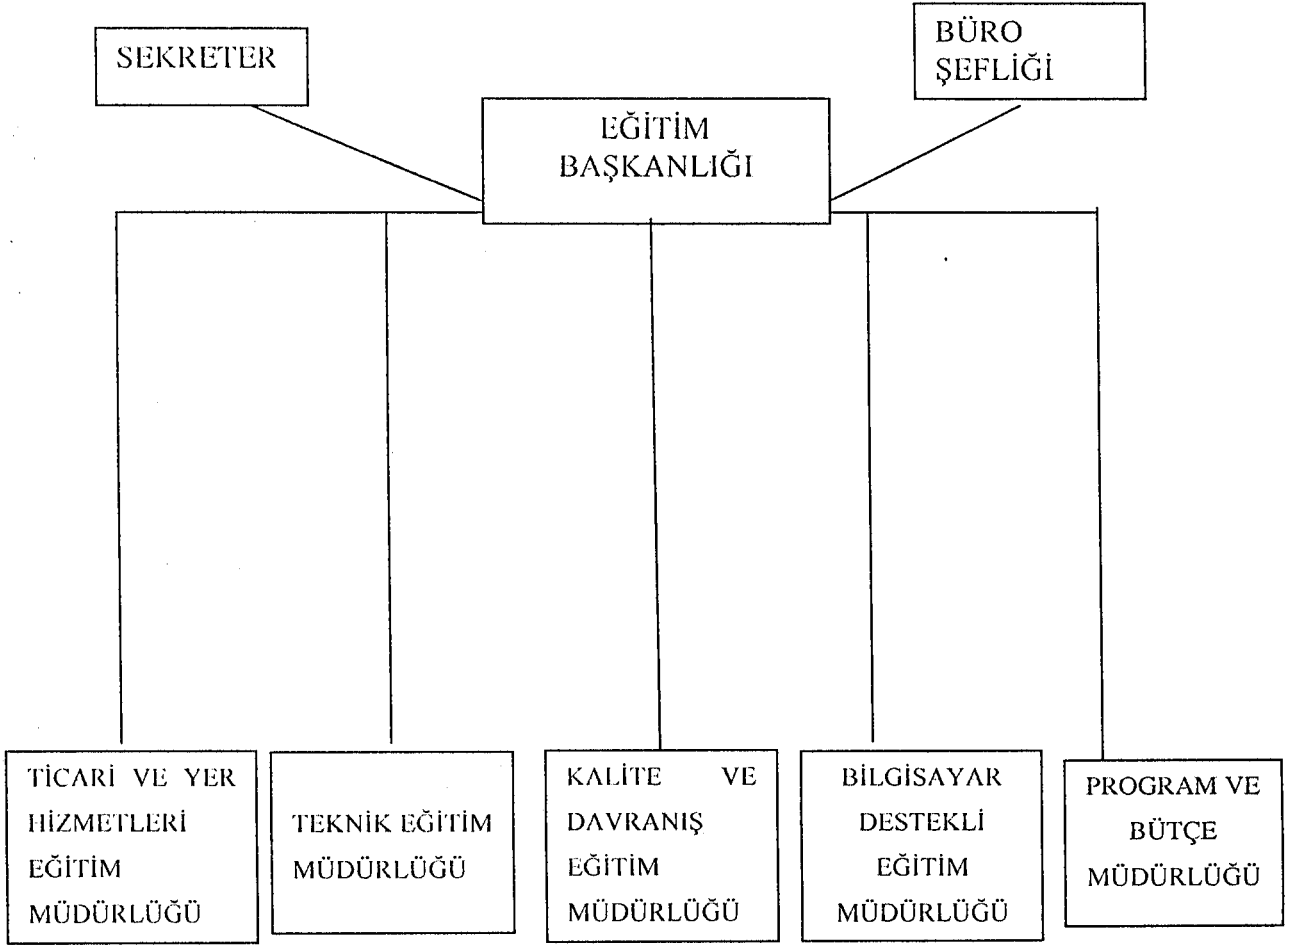 SEKRETER
BÜRO
ŞEFLİĞİ
EĞİTİM
BAŞKANLIĞI
TİCARİ VE YER
HİZMETLERİ
EĞİTİM
MÜDÜRLÜĞÜ
TEKNİK EĞİTİM
MÜDÜRLÜĞÜ
KALİTE VE
DAVRANIŞ
EĞİTİM
MÜDÜRLÜĞÜ
BİLGİSAYAR
DESTEKLİ
EĞİTİM
MÜDÜRLÜĞÜ
PROGRAM VE
BÜTÇE
MÜDÜRLÜĞÜ